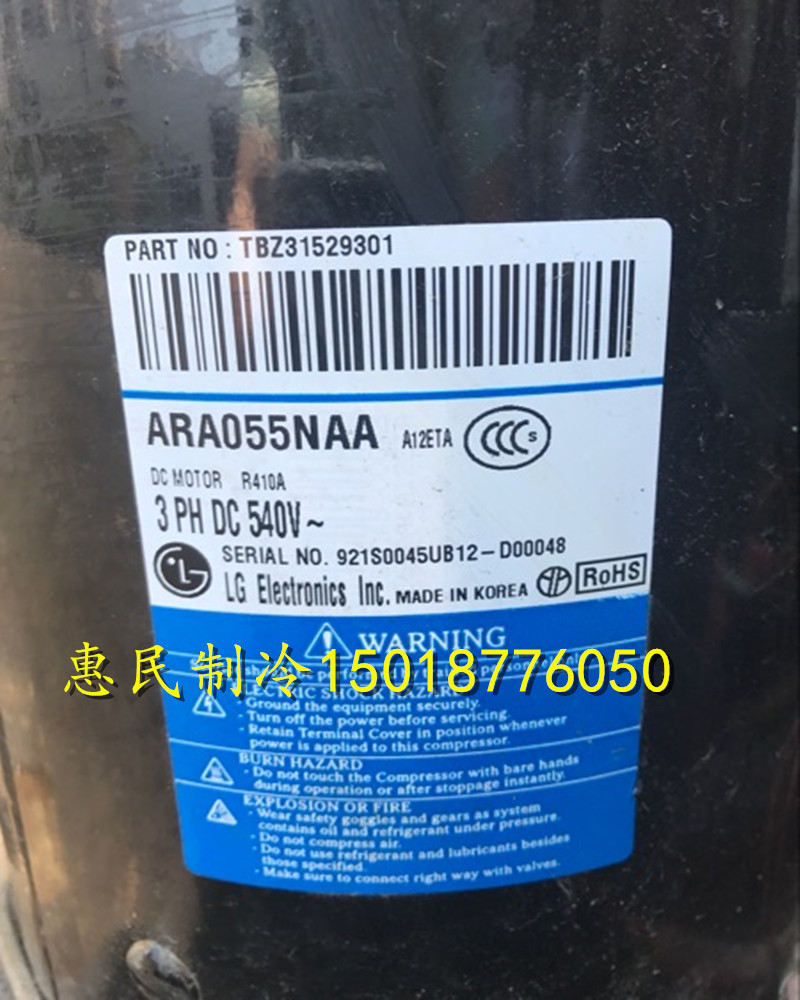 PART NO : TBZ31529301
ARA055NAA A12ETA CCC S
DC MOTOR R410A
3 PH DC 540V~
SERIAL NO. 921S0045UB12-D00048
LG LG Electronics Inc. MADE IN KOREA RoHS
WARNING
惠民制冷15018776050
ELECTRIC SHOCK HAZARD
- Ground the equipment securely.
- Turn off the power before servicing.
- Retain Terminal Cover in position whenever
power is applied to this compressor.
BURN HAZARD
- Do not touch the Compressor with bare hands
during operation or after stoppage instantly.
EXPLOSION OR FIRE
- Wear safety goggles and gears as system
contains oil and refrigerant under pressure.
- Do not compress air.
- Do not use refrigerant and lubricants besides
those specified.
- Make sure to connect right way with valves.